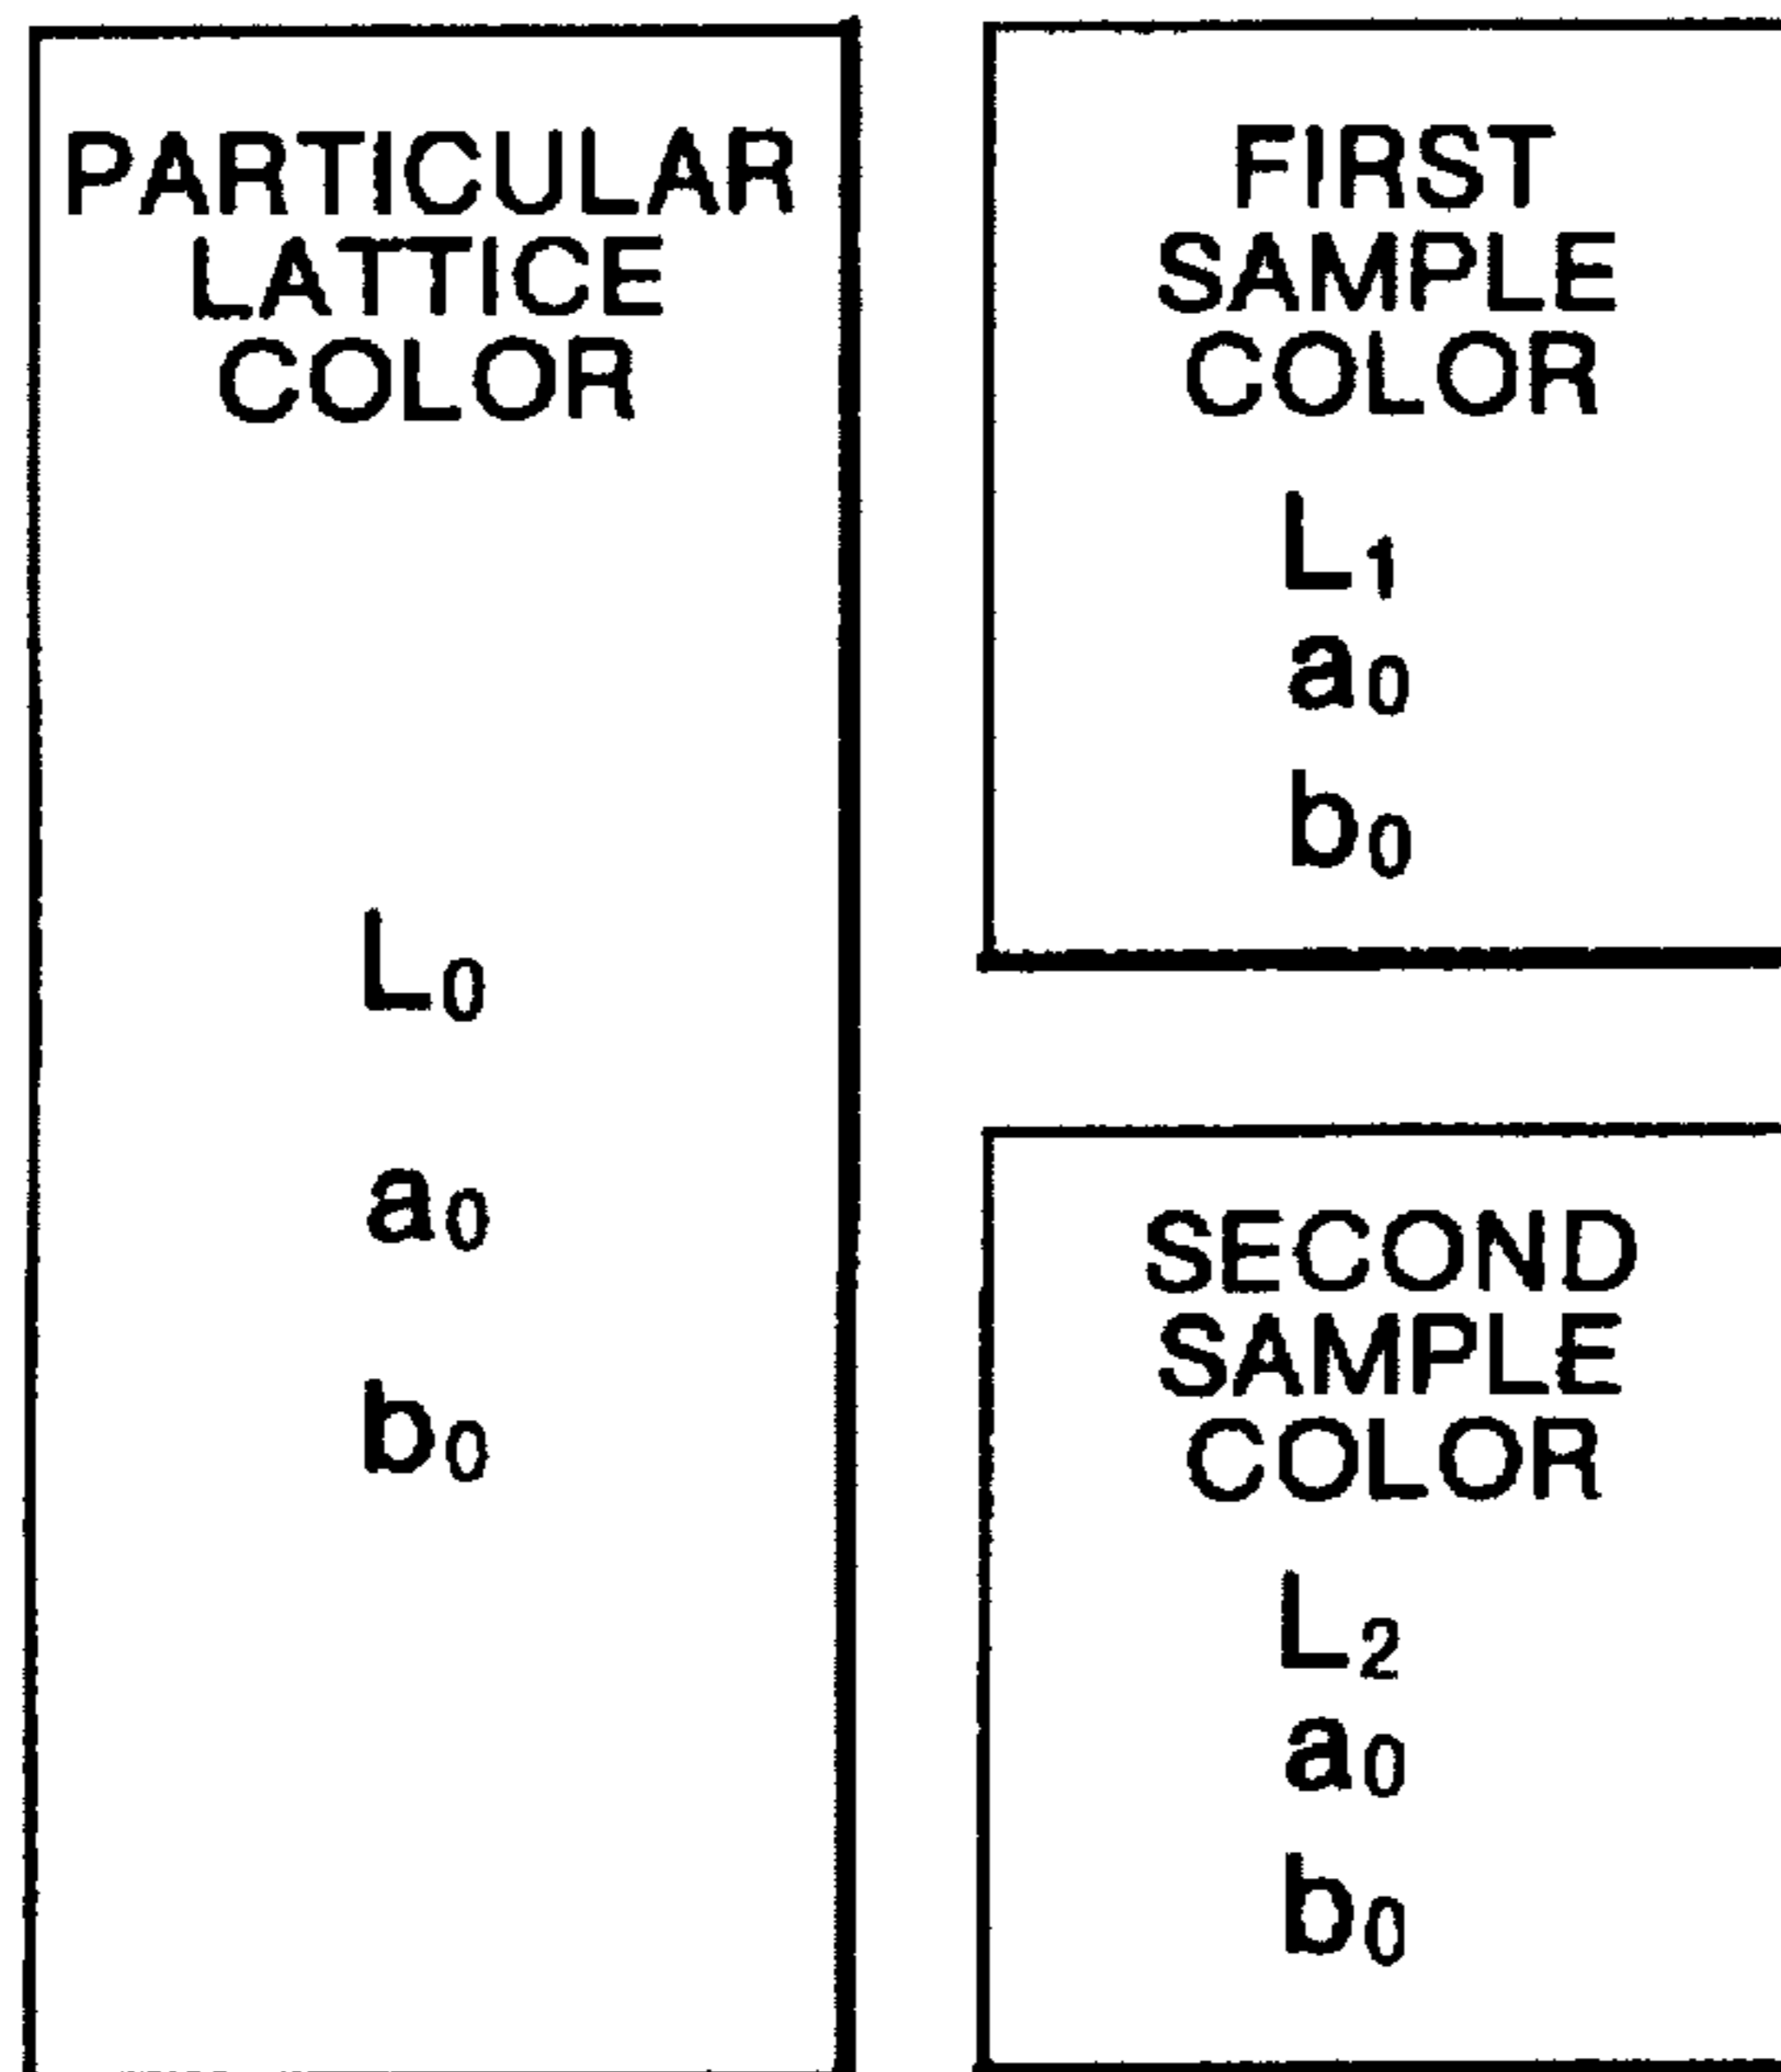 PARTICULAR
LATTICE
COLOR
L₀
a₀
b₀
FIRST
SAMPLE
COLOR
L₁
a₀
b₀
SECOND
SAMPLE
COLOR
L₂
a₀
b₀